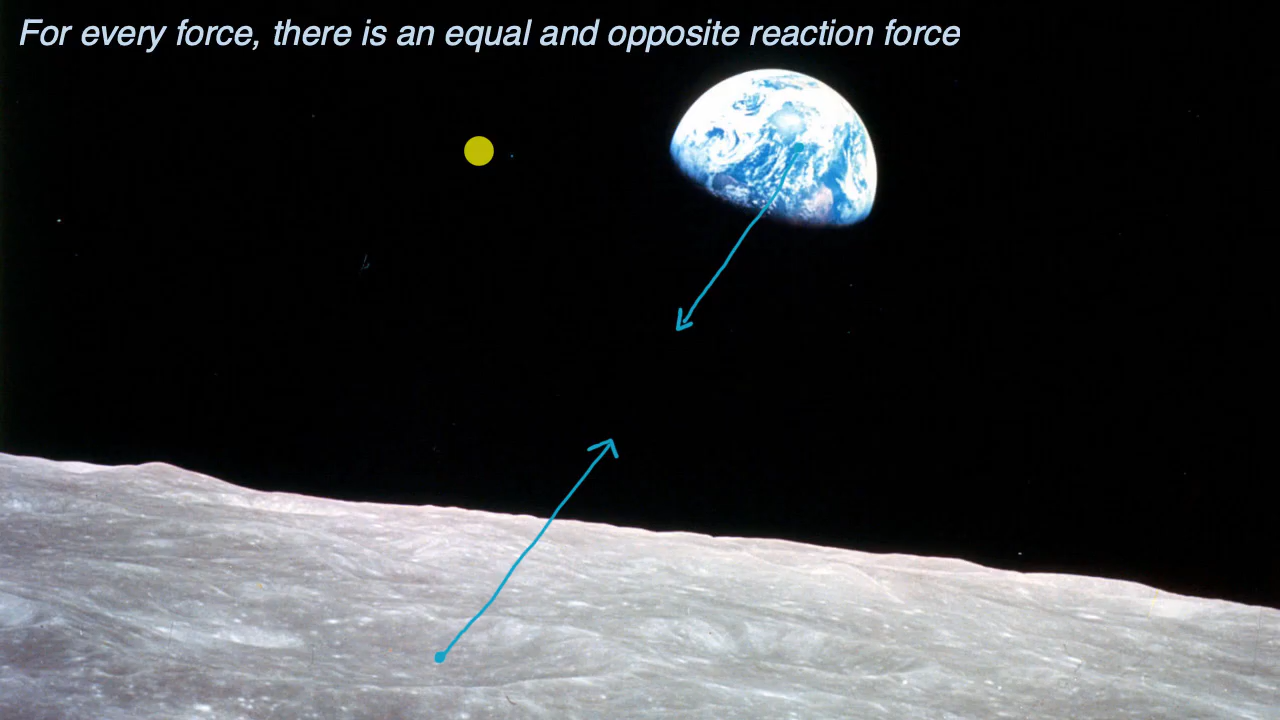 For every force, there is an equal and opposite reaction force